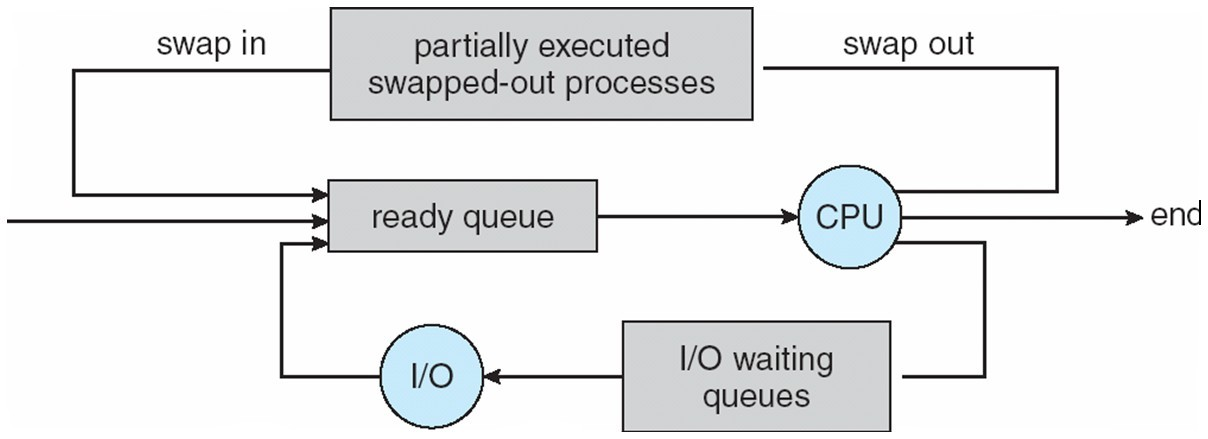 swap in
partially executed
swapped-out processes
swap out
ready queue
CPU
end
I/O
I/O waiting
queues